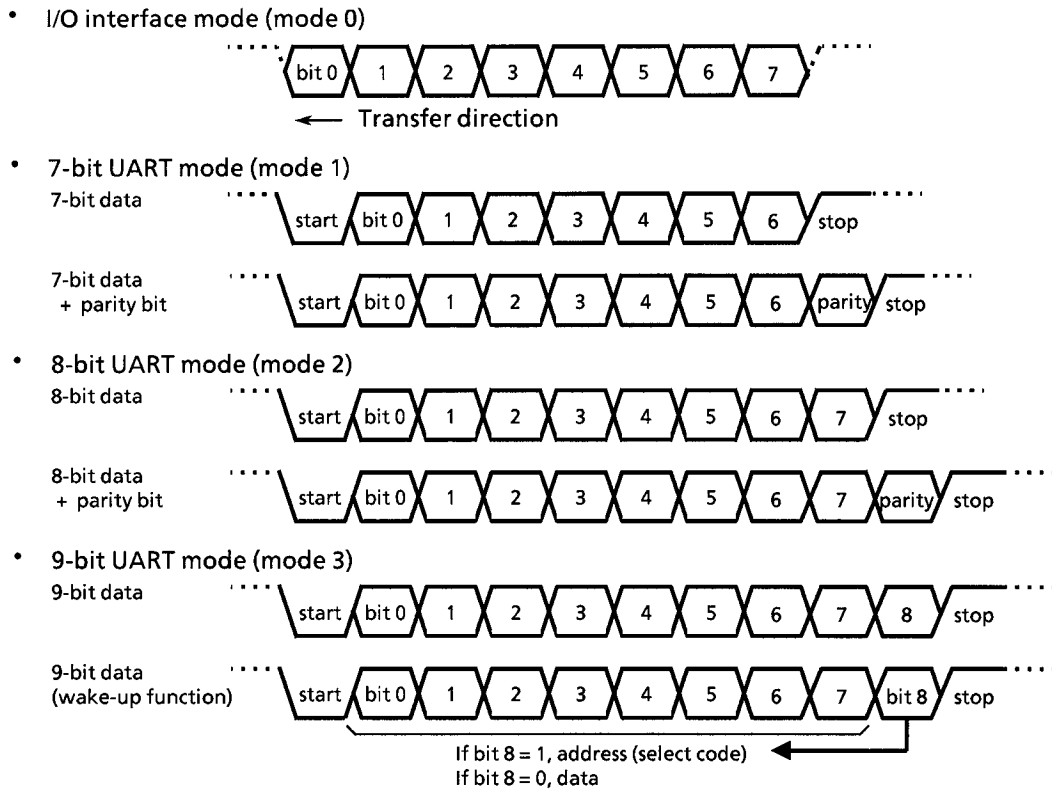 • I/O interface mode (mode 0)
bit 0 1 2 3 4 5 6 7
Transfer direction
• 7-bit UART mode (mode 1)
7-bit data
start bit 0 1 2 3 4 5 6 stop
7-bit data
+ parity bit
start bit 0 1 2 3 4 5 6 parity stop
• 8-bit UART mode (mode 2)
8-bit data
start bit 0 1 2 3 4 5 6 7 stop
8-bit data
+ parity bit
start bit 0 1 2 3 4 5 6 7 parity stop
• 9-bit UART mode (mode 3)
9-bit data
start bit 0 1 2 3 4 5 6 7 8 stop
9-bit data
(wake-up function)
start bit 0 1 2 3 4 5 6 7 bit 8 stop
If bit 8 = 1, address (select code)
If bit 8 = 0, data